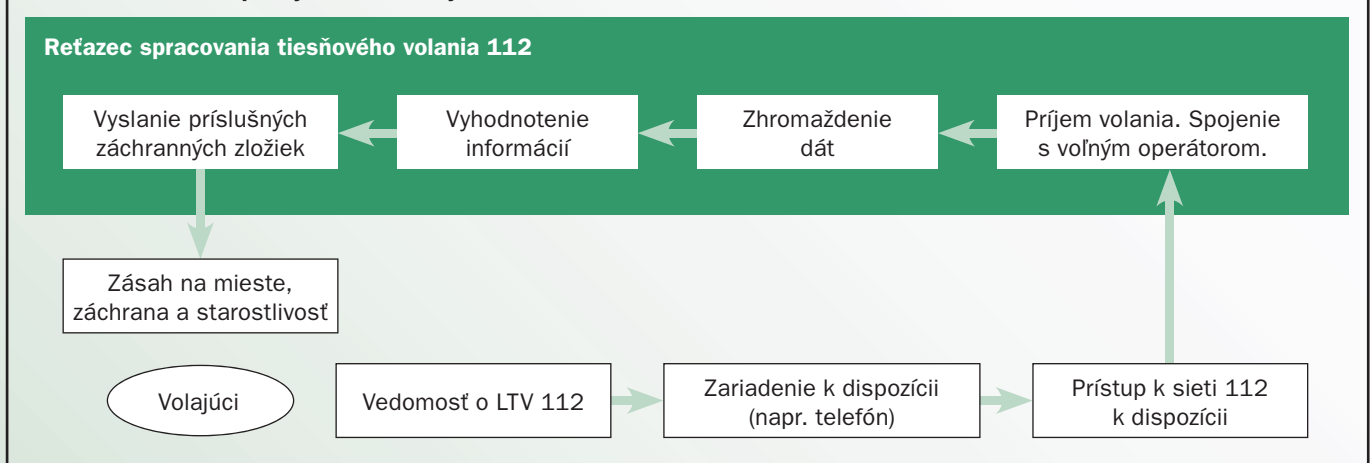 Reťazec spracovania tiesňového volania 112
Vyslanie príslušných
záchranných zložiek
Vyhodnotenie
informácií
Zhromaždenie
dát
Príjem volania. Spojenie
s voľným operátorom.
Zásah na mieste,
záchrana a starostlivosť
Volajúci
Vedomosť o LTV 112
Zariadenie k dispozícii
(napr. telefón)
Prístup k sieti 112
k dispozícii